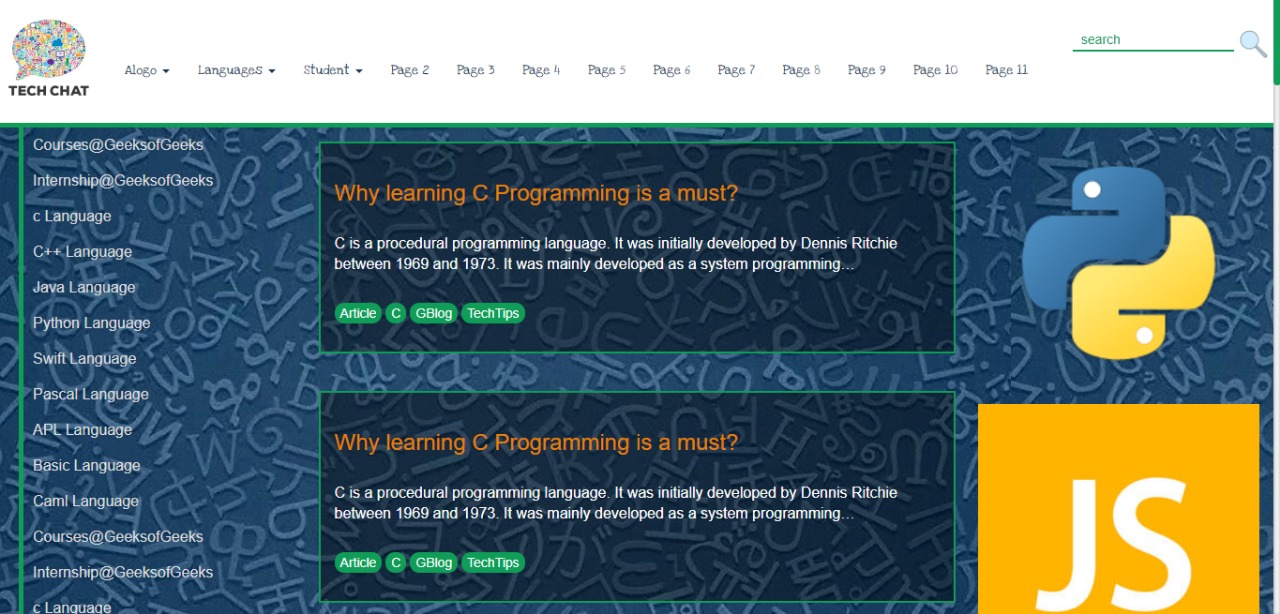 TECH CHAT
Alogo
Languages
Student
Page 2
Page 3
Page 4
Page 5
Page 6
Page 7
Page 8
Page 9
Page 10
Page 11
search
Courses@GeeksofGeeks
Internship@GeeksofGeeks
c Language
C++ Language
Java Language
Python Language
Swift Language
Pascal Language
APL Language
Basic Language
Caml Language
Courses@GeeksofGeeks
Internship@GeeksofGeeks
c Language
Why learning C Programming is a must?
C is a procedural programming language. It was initially developed by Dennis Ritchie
between 1969 and 1973. It was mainly developed as a system programming...
Article C GBlog TechTips
Why learning C Programming is a must?
C is a procedural programming language. It was initially developed by Dennis Ritchie
between 1969 and 1973. It was mainly developed as a system programming...
Article C GBlog TechTips
JS